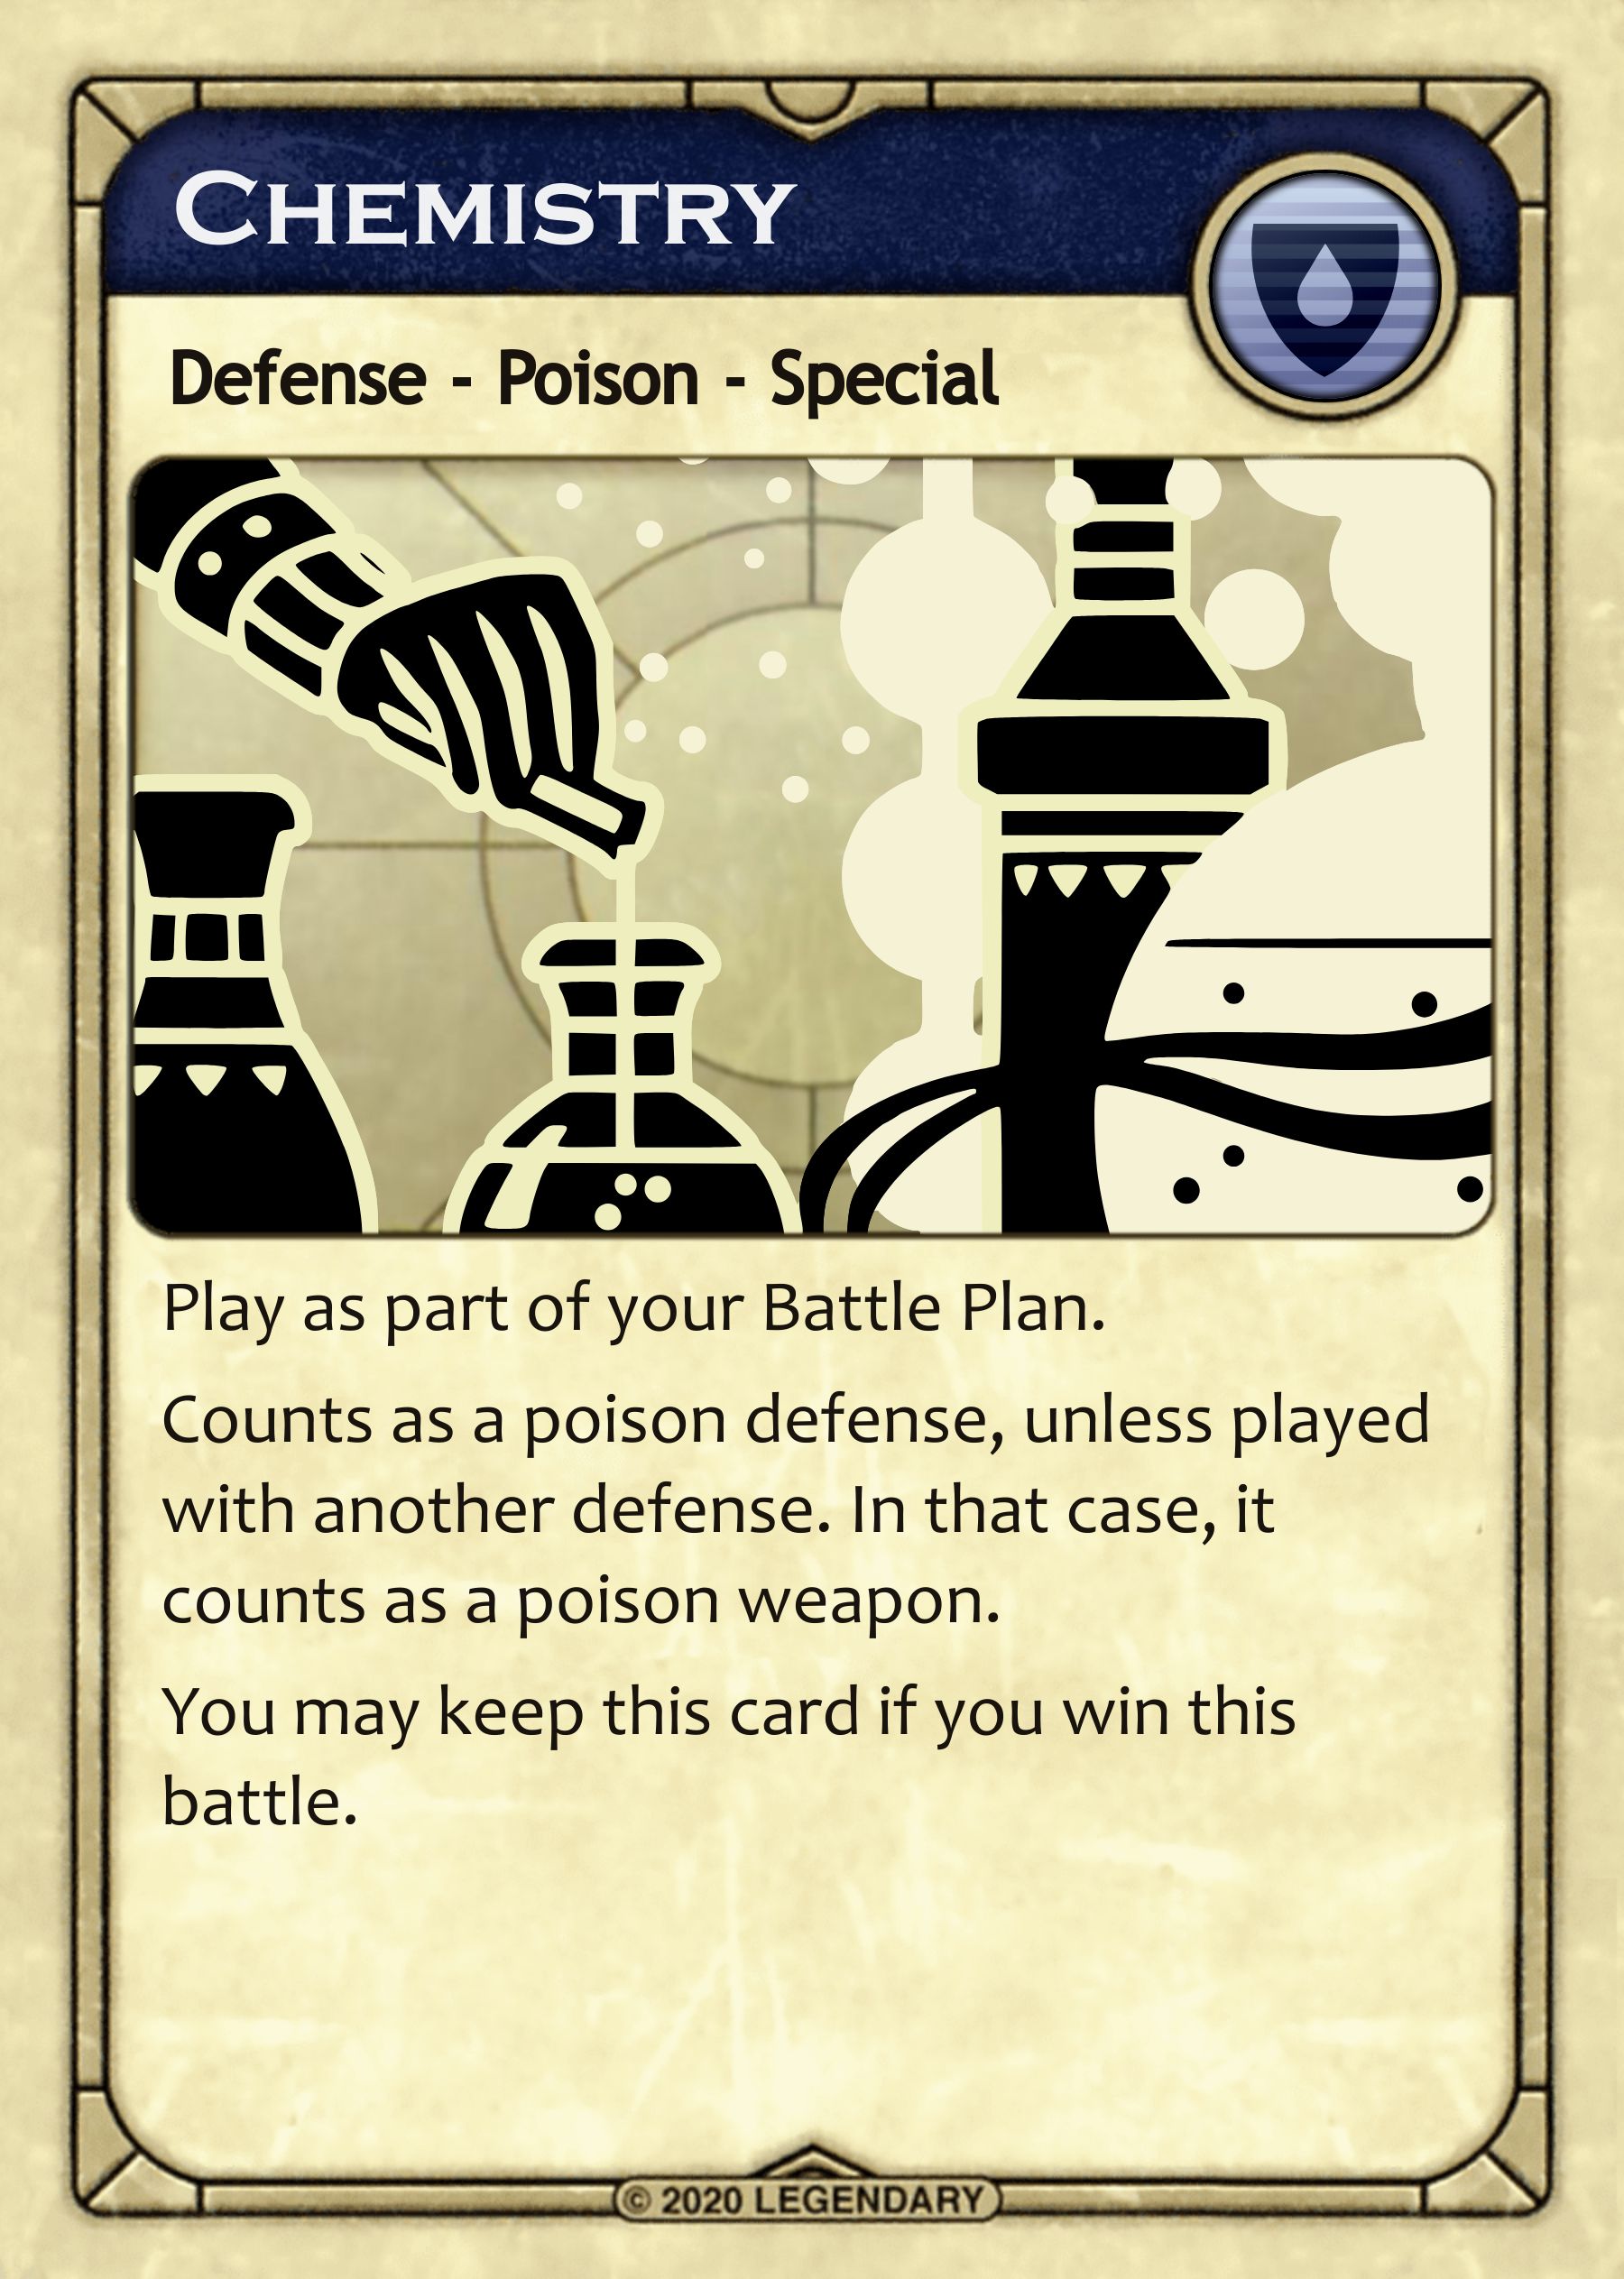 CHEMISTRY
Defense - Poison - Special
Play as part of your Battle Plan.
Counts as a poison defense, unless played
with another defense. In that case, it
counts as a poison weapon.
You may keep this card if you win this
battle.
© 2020 LEGENDARY